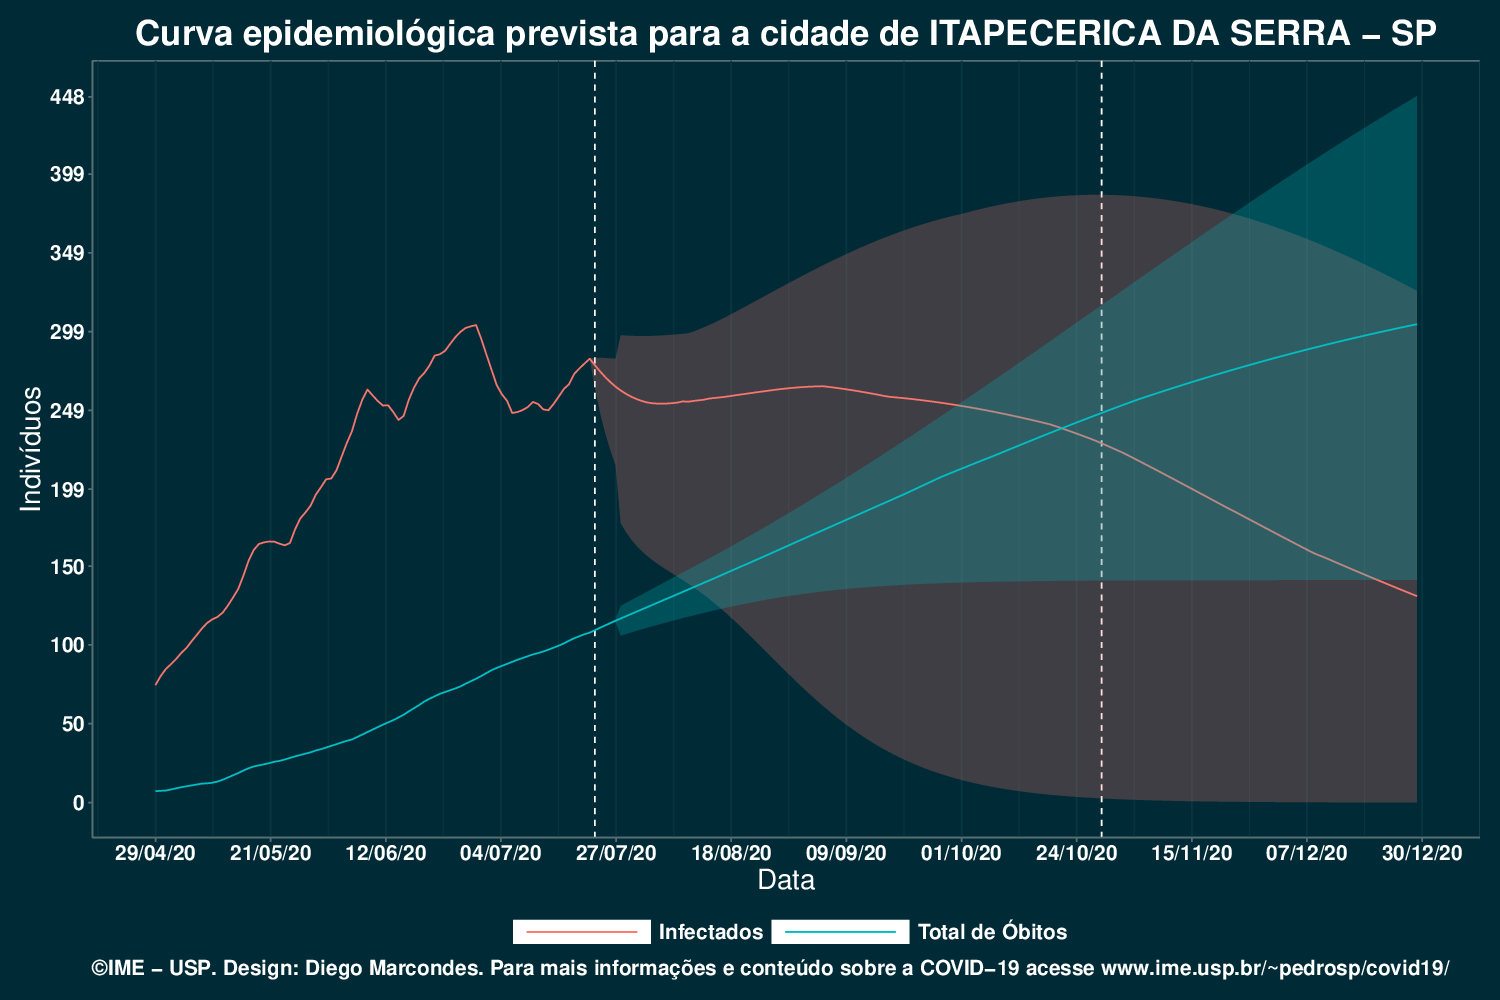 Curva epidemiológica prevista para a cidade de ITAPECERICA DA SERRA – SP
448
399
349
299
249
199
150
100
50
0
Indivíduos
29/04/20 21/05/20 12/06/20 04/07/20 27/07/20 18/08/20 09/09/20 01/10/20 24/10/20 15/11/20 07/12/20 30/12/20
Data
Infectados Total de Óbitos
©IME – USP. Design: Diego Marcondes. Para mais informações e conteúdo sobre a COVID–19 acesse www.ime.usp.br/~pedrosp/covid19/